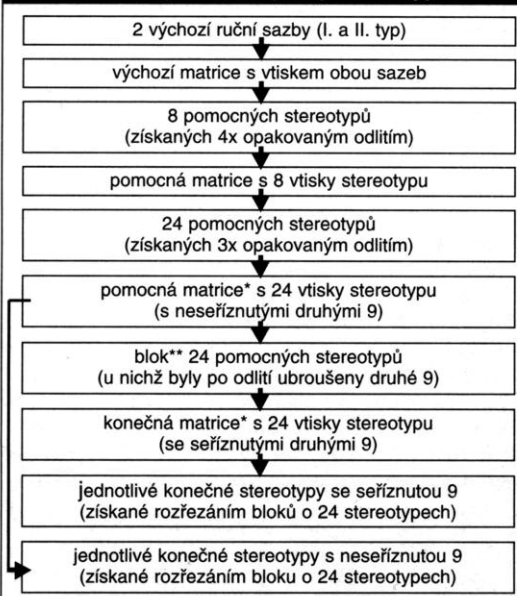 2 výchozí ruční sazby (I. a II. typ)
výchozí matrice s vtiskem obou sazeb
8 pomocných stereotypů
(získaných 4x opakovaným odlitím)
pomocná matrice s 8 vtisky stereotypu
24 pomocných stereotypů
(získaných 3x opakovaným odlitím)
pomocná matrice* s 24 vtisky stereotypu
(s neseříznutými druhými 9)
blok** 24 pomocných stereotypů
(u nichž byly po odlití ubroušeny druhé 9)
konečná matrice* s 24 vtisky stereotypu
(se seříznutými druhými 9)
jednotlivé konečné stereotypy se seříznutou 9
(získané rozřezáním bloků o 24 stereotypech)
jednotlivé konečné stereotypy s neseříznutou 9
(získané rozřezáním bloku o 24 stereotypech)